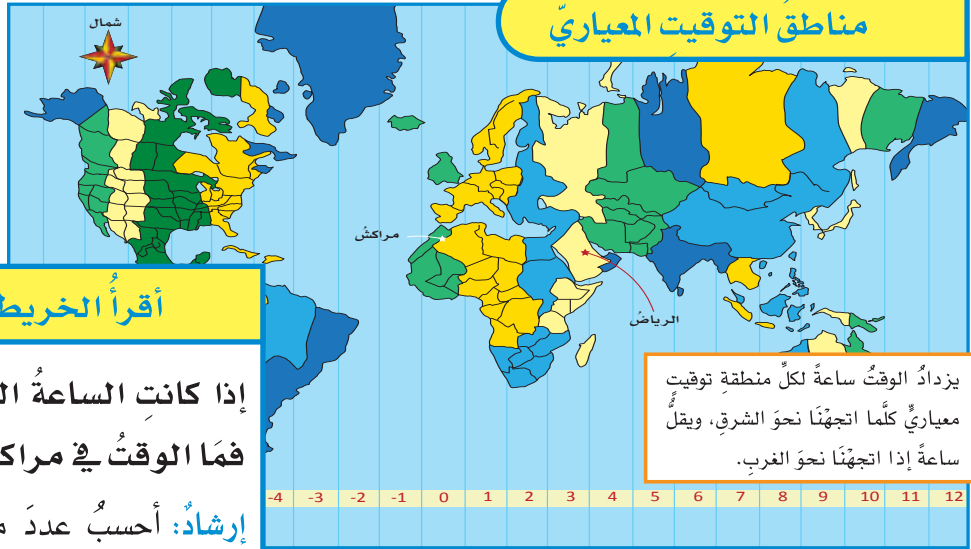 مناطقُ التوقيتِ المعياريِّ
شمال
مراكشُ
الرياضُ
أقرأُ الخريط
إذا كانتِ الساعةُ
فمَا الوقتُ في
إرشادٌ: أحسبُ عددَ
يزدادُ الوقتُ ساعةً لكلِّ منطقةِ توقيتٍ
معياريٍّ كلَّما اتجهْنَا نحوَ الشرقِ، ويقلُّ
ساعةً إذا اتجهْنَا نحوَ الغربِ.
-4 -3 -2 -1 0 1 2 3 4 5 6 7 8 9 10 11 12